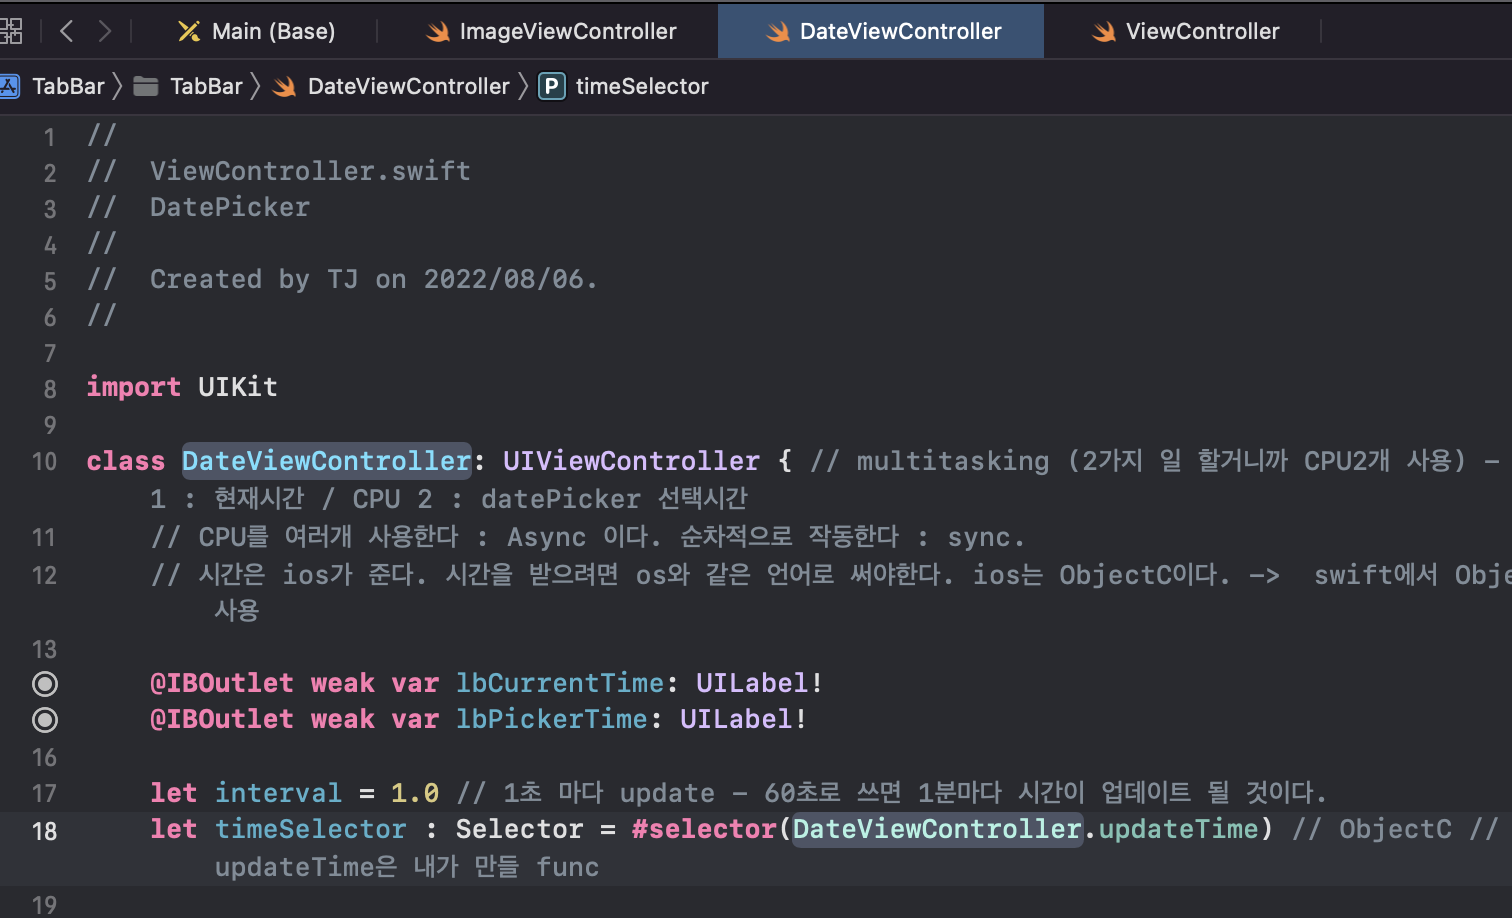 Main (Base) ImageViewController DateViewController ViewController
TabBar TabBar DateViewController P timeSelector
1 //
2 //  ViewController.swift
3 //  DatePicker
4 //
5 //  Created by TJ on 2022/08/06.
6 //
7
8 import UIKit
9
10 class DateViewController: UIViewController { // multitasking (2가지 일 할거니까 CPU2개 사용) -
1 : 현재시간 / CPU 2 : datePicker 선택시간
11 // CPU를 여러개 사용한다 : Async 이다. 순차적으로 작동한다 : sync.
12 // 시간은 ios가 준다. 시간을 받으려면 os와 같은 언어로 써야한다. ios는 ObjectC이다. ->  swift에서 Obje
사용
13
@IBOutlet weak var lbCurrentTime: UILabel!
@IBOutlet weak var lbPickerTime: UILabel!
16
17 let interval = 1.0 // 1초 마다 update - 60초로 쓰면 1분마다 시간이 업데이트 될 것이다.
18 let timeSelector : Selector = #selector(DateViewController.updateTime) // ObjectC //
updateTime은 내가 만들 func
19